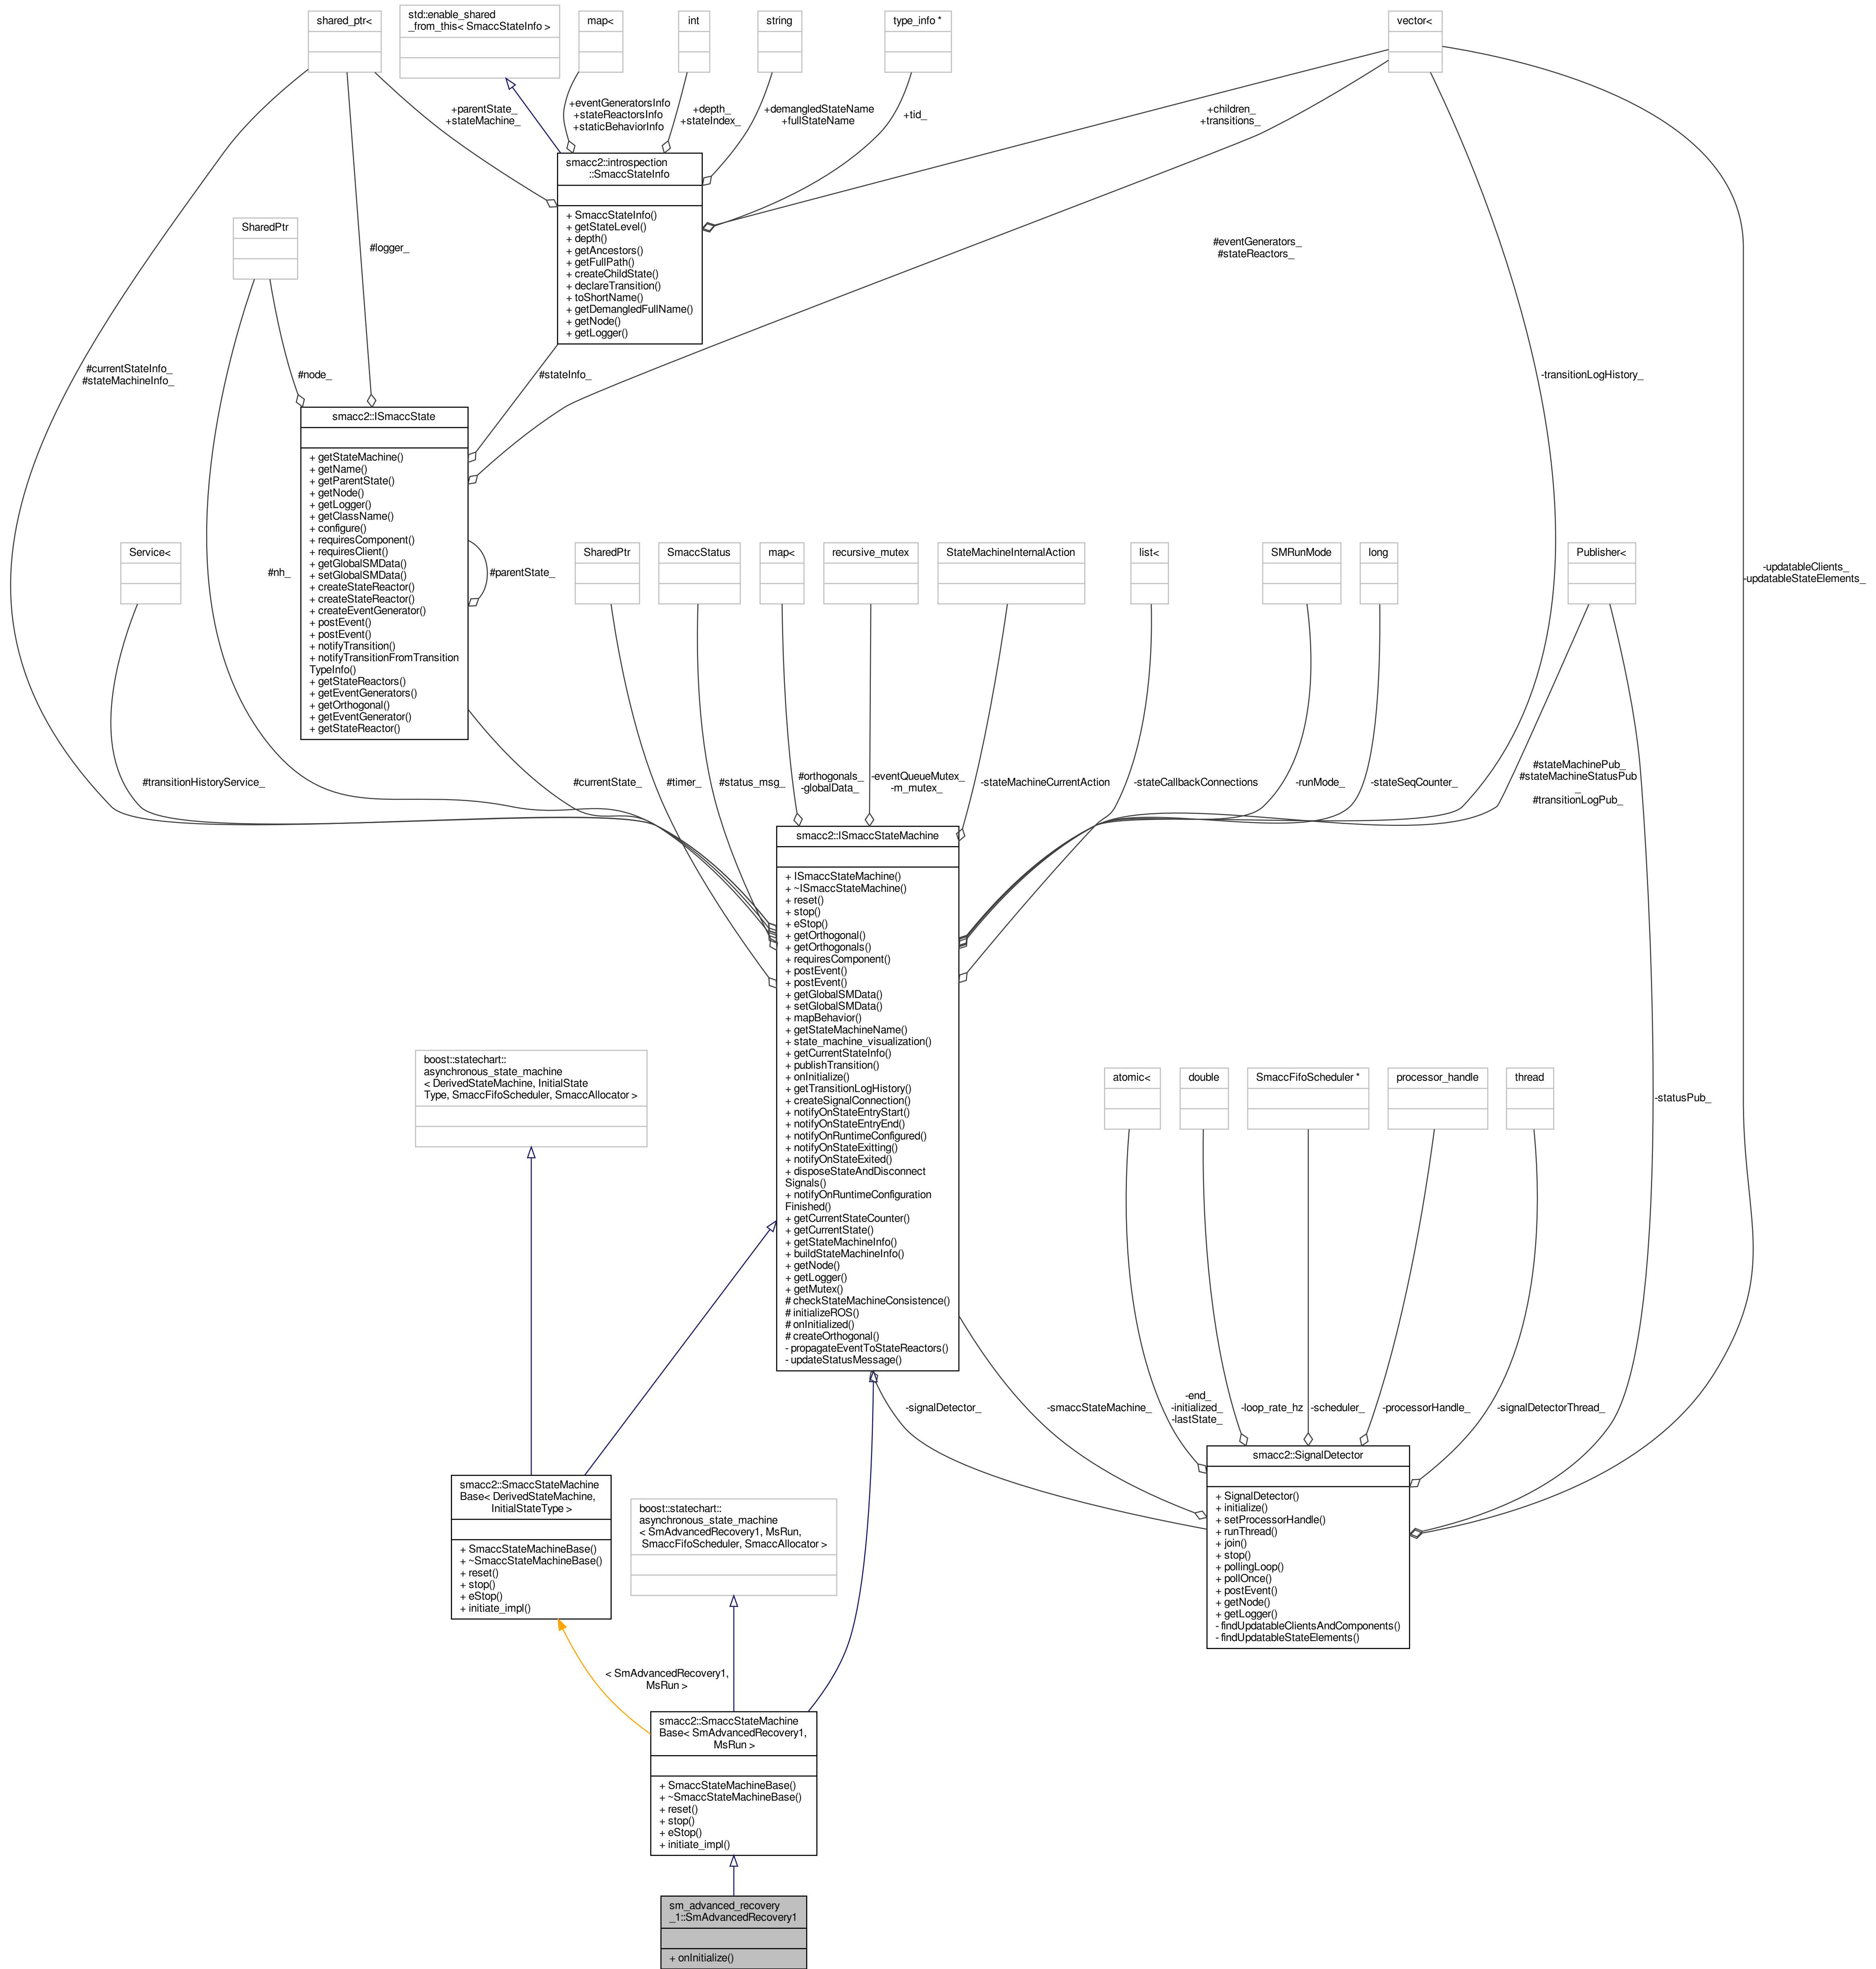 shared_ptr<
std::enable_shared
_from_this< SmaccStateInfo >
map<
int
string
type_info *
vector<
+parentState_
+stateMachine_
+eventGeneratorsInfo
+stateReactorsInfo
+staticBehaviorInfo
+depth_
+stateIndex_
+demangledStateName
+fullStateName
+tid_
+children_
+transitions_
smacc2::introspection
::SmaccStateInfo
+ SmaccStateInfo()
+ getStateLevel()
+ depth()
+ getAncestors()
+ getFullPath()
+ createChildState()
+ declareTransition()
+ toShortName()
+ getDemangledFullName()
+ getNode()
+ getLogger()
SharedPtr
#logger_
#eventGenerators_
#stateReactors_
#currentStateInfo_
#stateMachineInfo_
#node_
#stateInfo_
-transitionLogHistory_
smacc2::ISmaccState
+ getStateMachine()
+ getName()
+ getParentState()
+ getNode()
+ getLogger()
+ getClassName()
+ configure()
+ requiresComponent()
+ requiresClient()
+ getGlobalSMData()
+ setGlobalSMData()
+ createStateReactor()
+ createStateReactor()
+ createEventGenerator()
+ postEvent()
+ postEvent()
+ notifyTransition()
+ notifyTransitionFromTransition
TypeInfo()
+ getStateReactors()
+ getEventGenerators()
+ getOrthogonal()
+ getEventGenerator()
+ getStateReactor()
Service<
#nh_
#parentState_
SharedPtr
SmaccStatus
map<
recursive_mutex
StateMachineInternalAction
list<
SMRunMode
long
Publisher<
-updatableClients_
-updatableStateElements_
#transitionHistoryService_
#currentState_
#timer_
#status_msg_
#orthogonals_
-globalData_
-eventQueueMutex_
-m_mutex_
-stateMachineCurrentAction
-stateCallbackConnections
-runMode_
-stateSeqCounter_
#stateMachinePub_
#stateMachineStatusPub
_
#transitionLogPub_
smacc2::ISmaccStateMachine
+ ISmaccStateMachine()
+ ~ISmaccStateMachine()
+ reset()
+ stop()
+ eStop()
+ getOrthogonal()
+ getOrthogonals()
+ requiresComponent()
+ postEvent()
+ postEvent()
+ getGlobalSMData()
+ setGlobalSMData()
+ mapBehavior()
+ getStateMachineName()
+ state_machine_visualization()
+ getCurrentStateInfo()
+ publishTransition()
+ onInitialize()
+ getTransitionLogHistory()
+ createSignalConnection()
+ notifyOnStateEntryStart()
+ notifyOnStateEntryEnd()
+ notifyOnRuntimeConfigured()
+ notifyOnStateExitting()
+ notifyOnStateExited()
+ disposeStateAndDisconnect
Signals()
+ notifyOnRuntimeConfiguration
Finished()
+ getCurrentStateCounter()
+ getCurrentState()
+ getStateMachineInfo()
+ buildStateMachineInfo()
+ getNode()
+ getLogger()
+ getMutex()
# checkStateMachineConsistence()
# initializeROS()
# onInitialized()
# createOrthogonal()
- propagateEventToStateReactors()
- updateStatusMessage()
boost::statechart::
asynchronous_state_machine
< DerivedStateMachine, InitialState
Type, SmaccFifoScheduler, SmaccAllocator >
atomic<
double
SmaccFifoScheduler *
processor_handle
thread
-statusPub_
-signalDetector_
-smaccStateMachine_
-end_
-initialized_
-lastState_
-loop_rate_hz
-scheduler_
-processorHandle_
-signalDetectorThread_
smacc2::SignalDetector
+ SignalDetector()
+ initialize()
+ setProcessorHandle()
+ runThread()
+ join()
+ stop()
+ pollingLoop()
+ pollOnce()
+ postEvent()
+ getNode()
+ getLogger()
- findUpdatableClientsAndComponents()
- findUpdatableStateElements()
smacc2::SmaccStateMachine
Base< DerivedStateMachine,
InitialStateType >
+ SmaccStateMachineBase()
+ ~SmaccStateMachineBase()
+ reset()
+ stop()
+ eStop()
+ initiate_impl()
boost::statechart::
asynchronous_state_machine
< SmAdvancedRecovery1, MsRun,
SmaccFifoScheduler, SmaccAllocator >
< SmAdvancedRecovery1,
MsRun >
smacc2::SmaccStateMachine
Base< SmAdvancedRecovery1,
MsRun >
+ SmaccStateMachineBase()
+ ~SmaccStateMachineBase()
+ reset()
+ stop()
+ eStop()
+ initiate_impl()
sm_advanced_recovery
_1::SmAdvancedRecovery1
+ onInitialize()